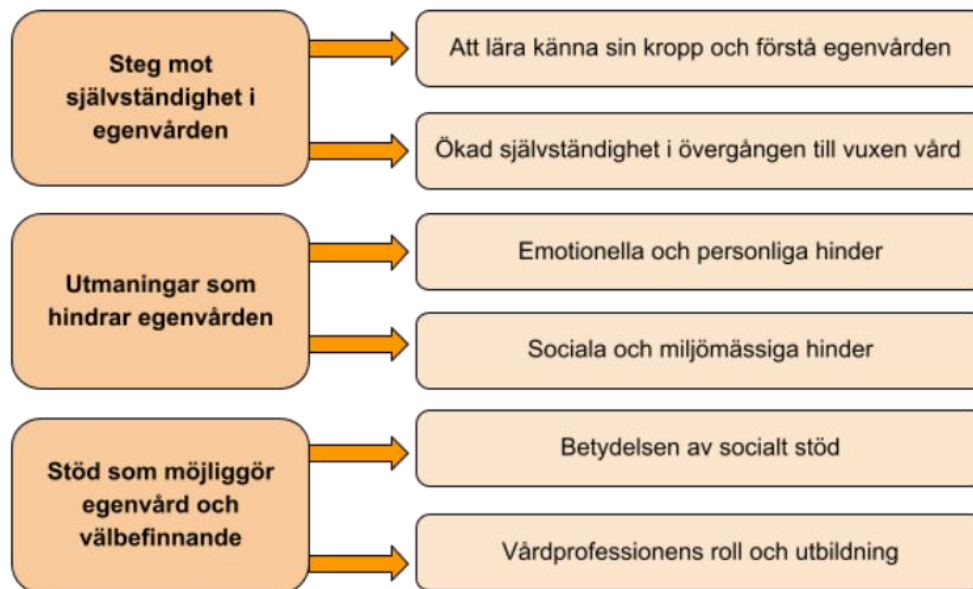 Steg mot
självständighet i
egenvården
Att lära känna sin kropp och förstå egenvården
Ökad självständighet i övergången till vuxen vård
Utmaningar som
hindrar egenvården
Emotionella och personliga hinder
Sociala och miljömässiga hinder
Stöd som möjliggör
egenvård och
välbefinnande
Betydelsen av socialt stöd
Vårdprofessionens roll och utbildning